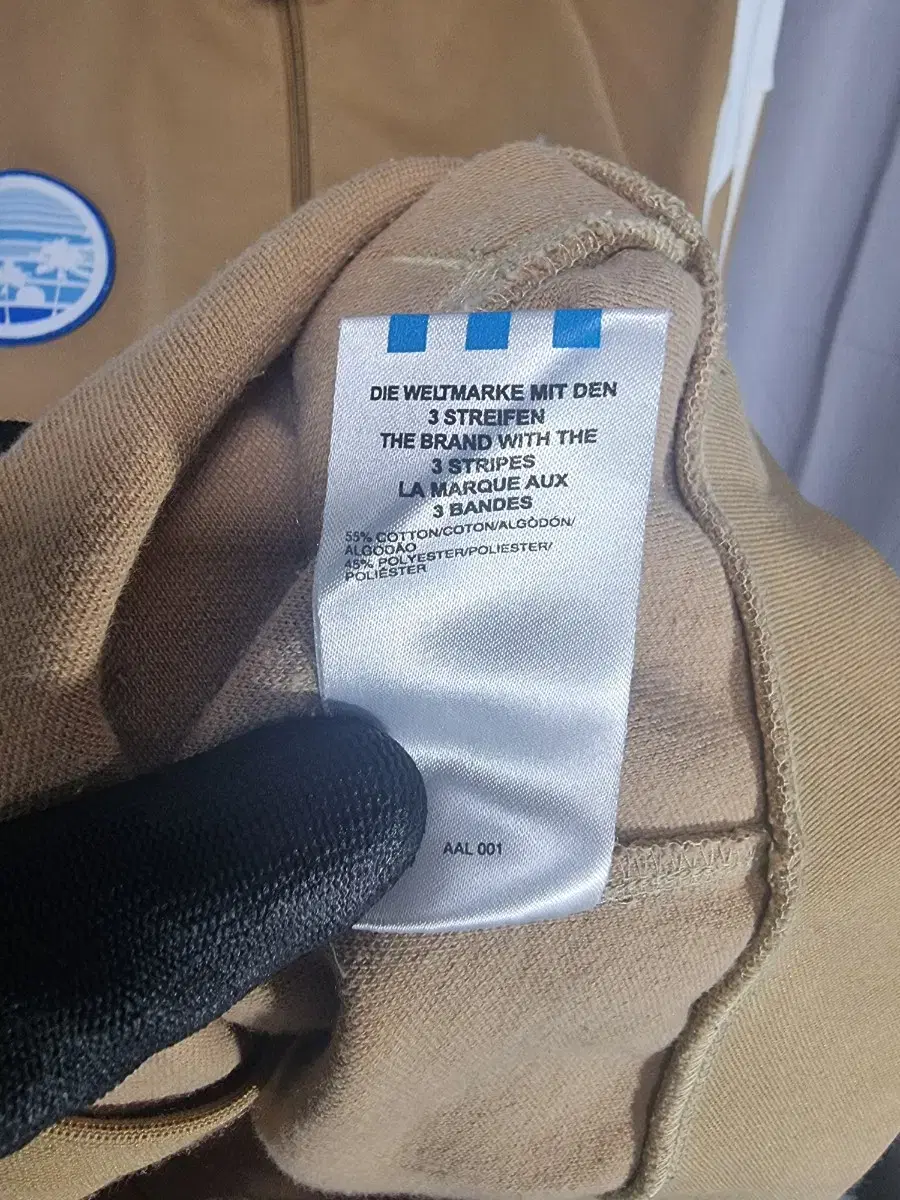 DIE WELTMARKE MIT DEN
3 STREIFEN
THE BRAND WITH THE
3 STRIPES
LA MARQUE AUX
3 BANDES
55% COTTON/COTON/ALGODÓN/
ALGODÃO
45% POLYESTER/POLIESTER/
POLIÉSTER
AAL 001